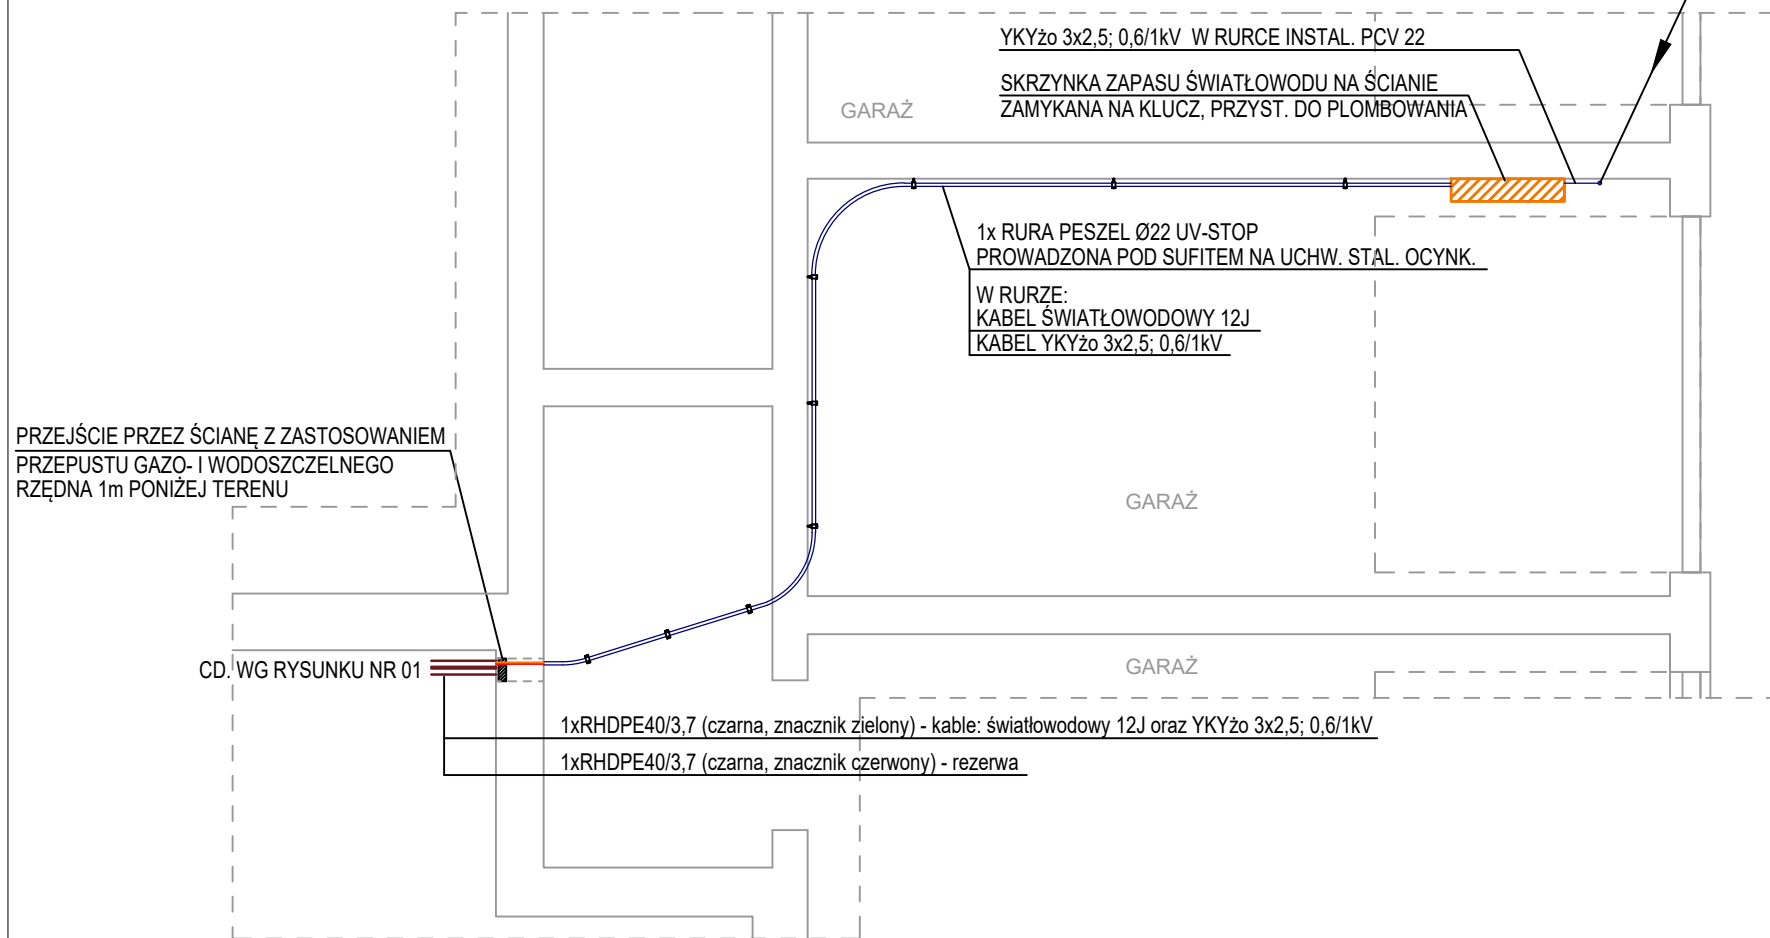 YKYżo 3x2,5; 0,6/1kV W RURCE INSTAL. PCV 22
SKRZYNKA ZAPASU ŚWIATŁOWODU NA ŚCIANIE
ZAMYKANA NA KLUCZ, PRZYST. DO PLOMBOWANIA
GARAŻ
1x RURA PESZEL Ø22 UV-STOP
PROWADZONA POD SUFITEM NA UCHW. STAL. OCYNK.
W RURZE:
KABEL ŚWIATŁOWODOWY 12J
KABEL YKYżo 3x2,5; 0,6/1kV
PRZEJŚCIE PRZEZ ŚCIANĘ Z ZASTOSOWANIEM
PRZEPUSTU GAZO- I WODOSZCZELNEGO
RZĘDNA 1m PONIŻEJ TERENU
GARAŻ
CD. WG RYSUNKU NR 01
GARAŻ
1xRHDPE40/3,7 (czarna, znacznik zielony) - kable: światłowodowy 12J oraz YKYżo 3x2,5; 0,6/1kV
1xRHDPE40/3,7 (czarna, znacznik czerwony) - rezerwa